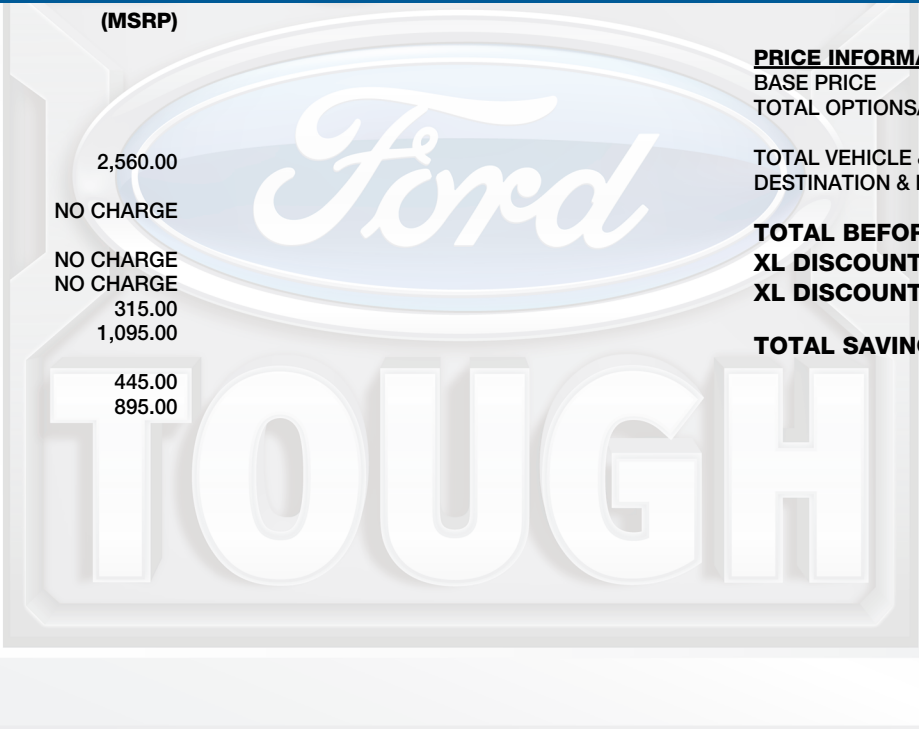 (MSRP)
2,560.00
NO CHARGE
NO CHARGE
NO CHARGE
315.00
1,095.00
445.00
895.00
PRICE INFORMA
BASE PRICE
TOTAL OPTIONS
TOTAL VEHICLE &
DESTINATION &
TOTAL BEFOR
XL DISCOUNT
XL DISCOUNT
TOTAL SAVING
Ford
TOUGH